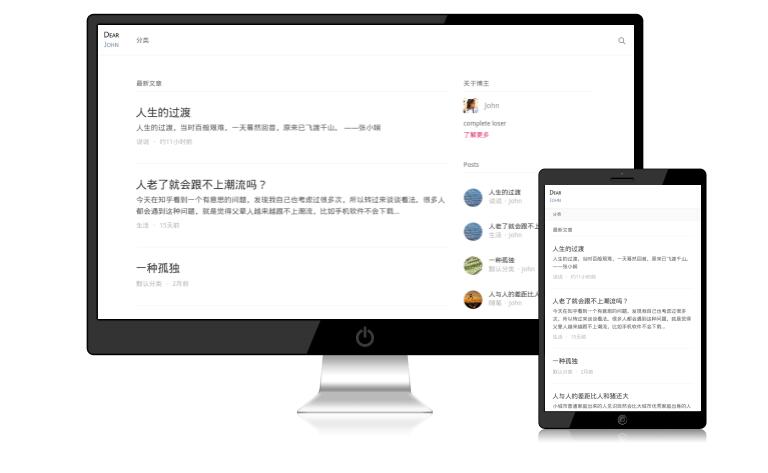 DEAR
JOHN
分类
最新文章
人生的过渡
人生的过渡，当时百般艰难，一天蓦然回首，原来已飞渡千山。 ——张小娴
说说 · 约11小时前
人老了就会跟不上潮流吗？
今天在知乎看到一个有意思的问题，发现我自己也考虑过很多次，所以转过来谈谈看法。很多人
都会遇到这种问题，就是觉得父辈人越来越跟不上潮流，比如手机软件不会下载...
生活 · 15天前
一种孤独
默认分类 · 2月前
关于博主
John
complete loser
了解更多
Posts
人生的过渡
说说 · John
人老了就会跟不上
生活 · John
一种孤独
默认分类 · John
人与人的差距比人
随笔 · John
DEAR
JOHN
分类
最新文章
人生的过渡
人生的过渡，当时百般艰难，一天蓦然回首，原来已飞渡千山。
——张小娴
说说 · 约11小时前
人老了就会跟不上潮流吗？
今天在知乎看到一个有意思的问题，发现我自己也考虑过很多
次，所以转过来谈谈看法。很多人都会遇到这种问题，就是觉得
父辈人越来越跟不上潮流，比如手机软件不会下载...
生活 · 15天前
一种孤独
默认分类 · 2月前
人与人的差距比人和猪还大